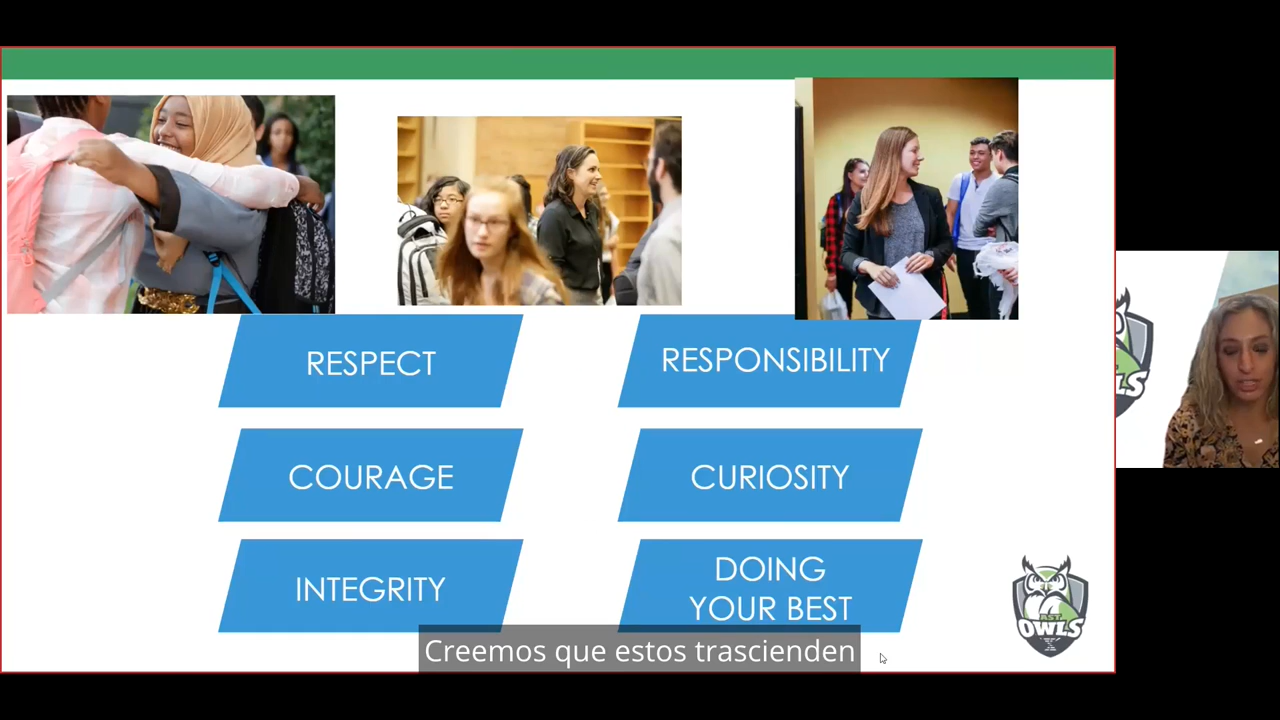 RESPECT
RESPONSIBILITY
COURAGE
CURIOSITY
INTEGRITY
DOING
YOUR BEST
OWLS
Creemos que estos trascienden